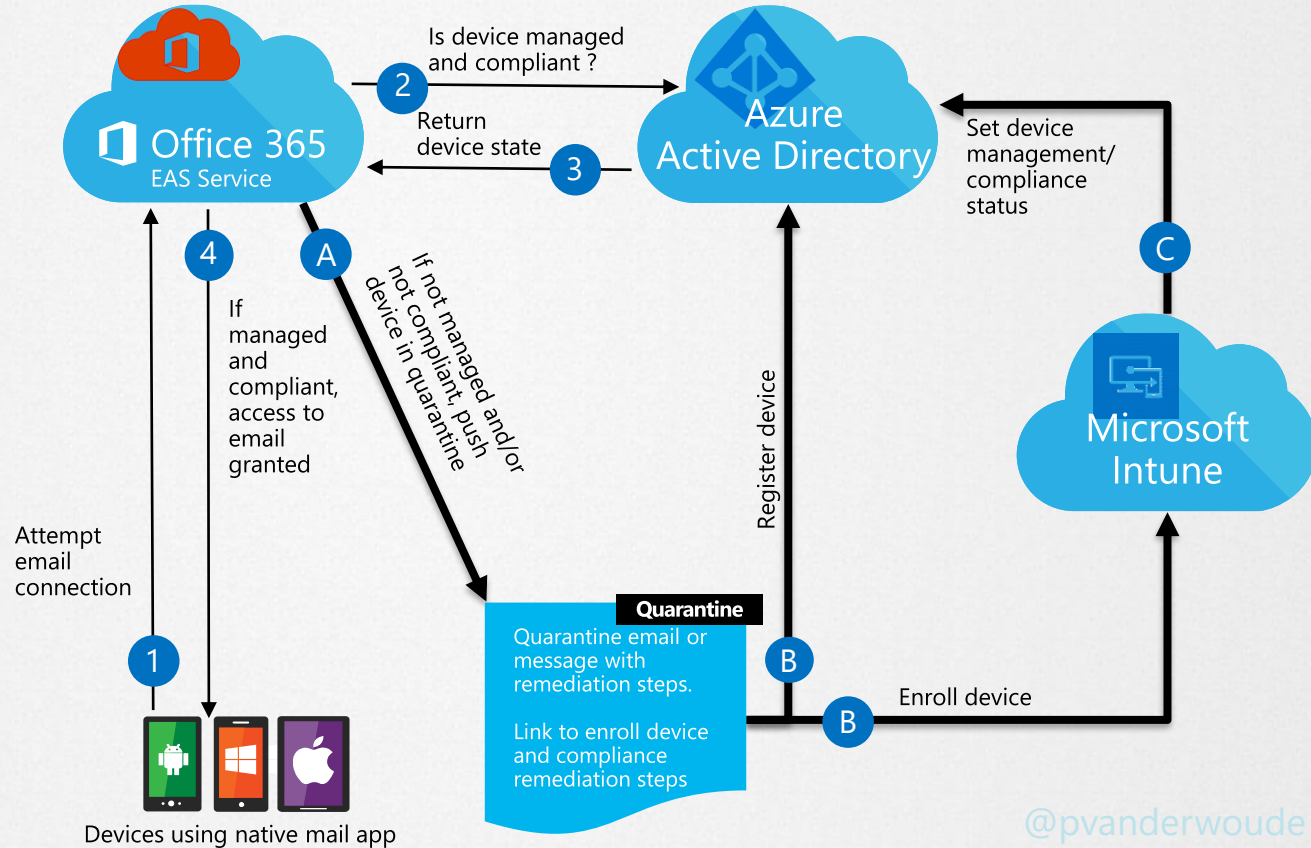 Is device managed
and compliant ?
2
Return
device state
3
Office 365
EAS Service
Azure
Active Directory
Set device
management/
compliance
status
4
A
C
If
managed
and
compliant,
access to
email
granted
If not managed and/or
not compliant, push
device in quarantine
Register device
Microsoft
Intune
Attempt
email
connection
1
Quarantine
Quarantine email or
message with
remediation steps.
Link to enroll device
and compliance
remediation steps
B
B
Enroll device
Devices using native mail app
@pvanderwoude